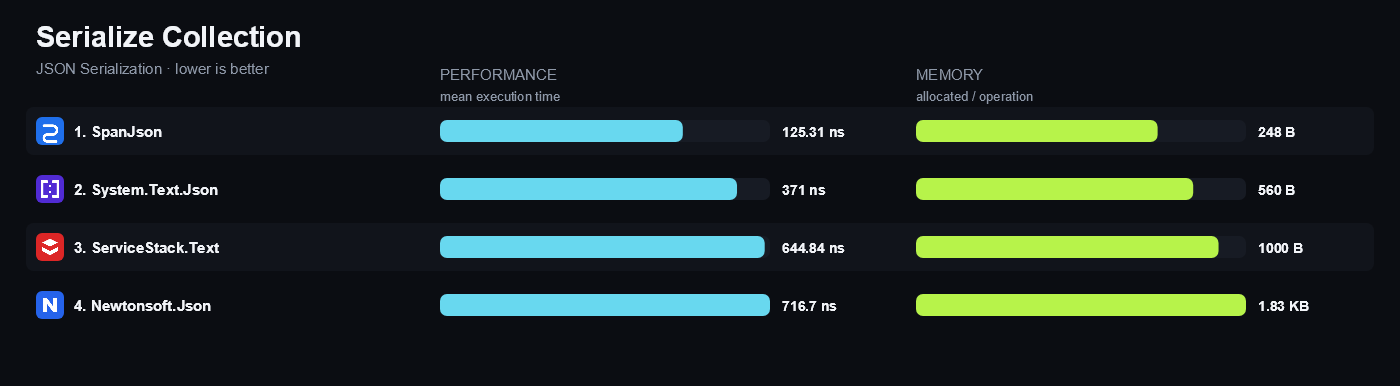 Serialize Collection
JSON Serialization · lower is better
PERFORMANCE
mean execution time
MEMORY
allocated / operation
1. SpanJson 125.31 ns 248 B
2. System.Text.Json 371 ns 560 B
3. ServiceStack.Text 644.84 ns 1000 B
N 4. Newtonsoft.Json 716.7 ns 1.83 KB